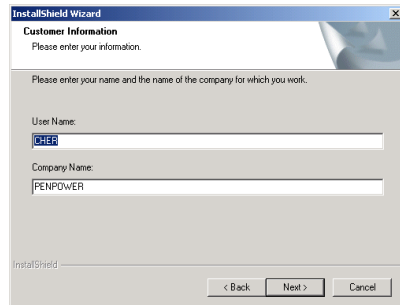 InstallShield Wizard
Customer Information
Please enter your information.
Please enter your name and the name of the company for which you work.
User Name:
CHER
Company Name:
PENPOWER
InstallShield
< Back Next > Cancel